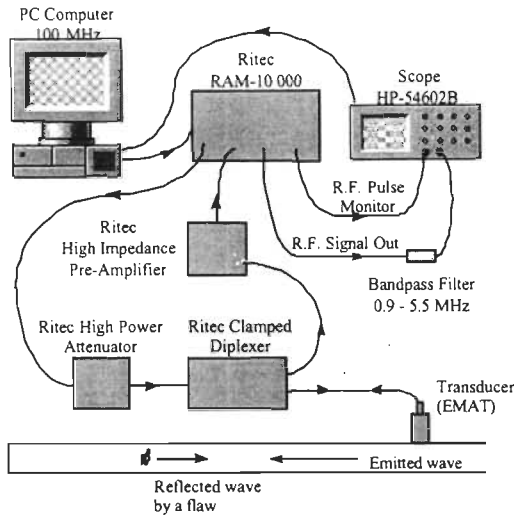 PC Computer
100 MHz
Ritec
RAM-10 000
Scope
HP-54602B
R.F. Pulse
Monitor
Ritec
High Impedance
Pre-Amplifier
R.F. Signal Out
Bandpass Filter
0.9 - 5.5 MHz
Ritec High Power
Attenuator
Ritec Clamped
Diplexer
Transducer
(EMAT)
Emitted wave
Reflected wave
by a flaw